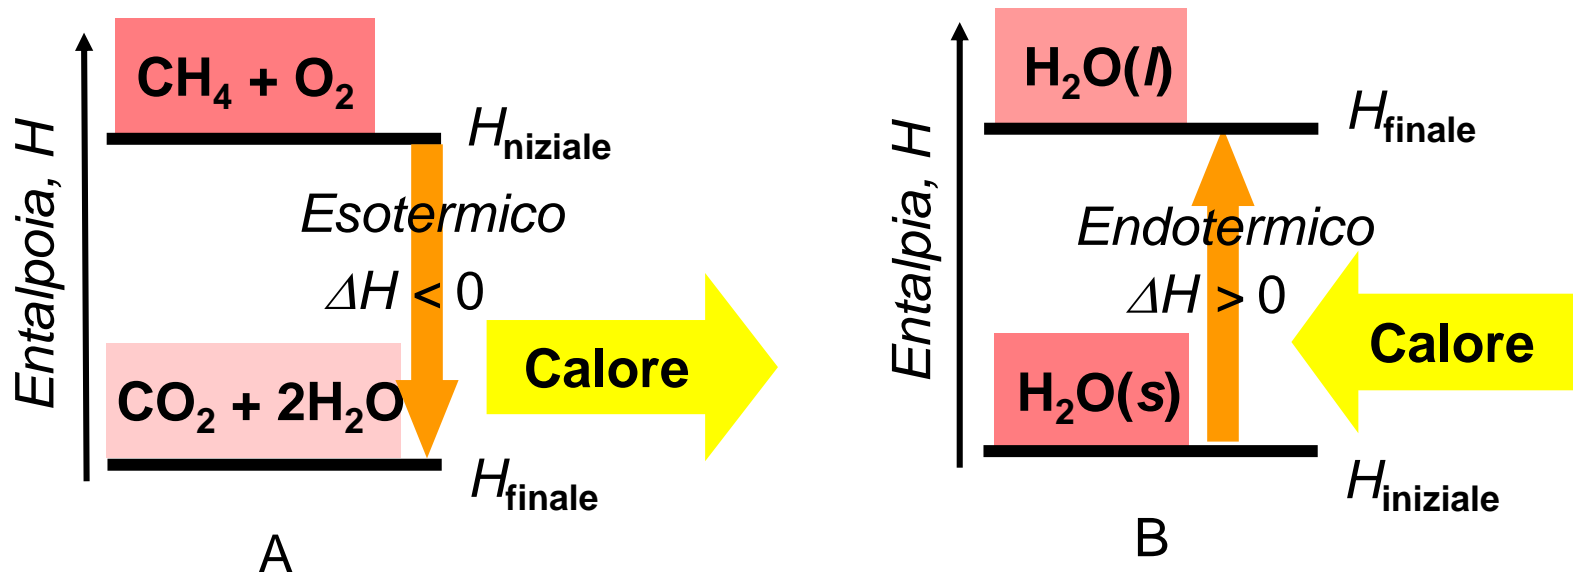 Entalpoia, H
CH₄ + O₂
Hniziale
Esotermico
ΔH < 0
Calore
CO₂ + 2H₂O
Hfinale
A
Entalpia, H
H₂O(l)
Hfinale
Endotermico
ΔH > 0
Calore
H₂O(s)
Hiniziale
B